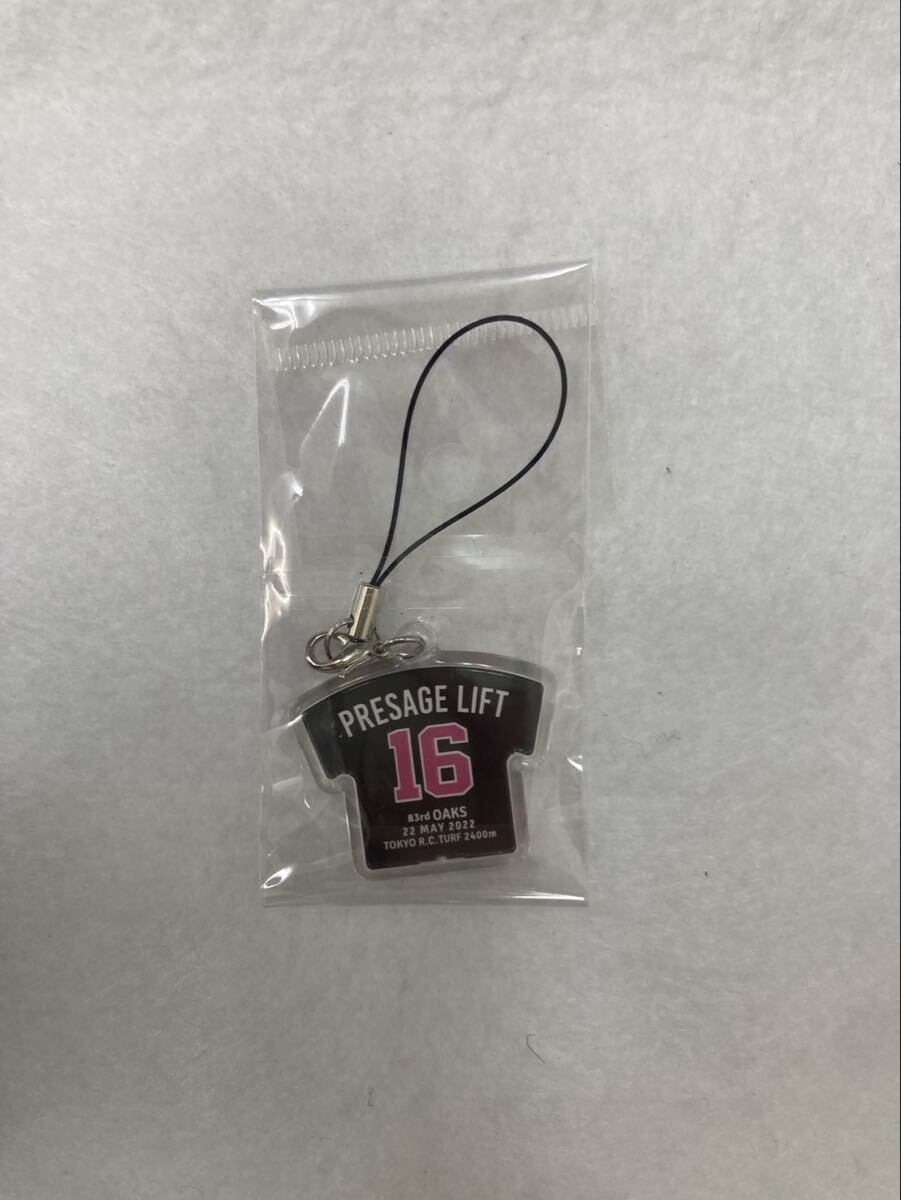 PRESAGE LIFT
16
83rd OAKS
22 MAY 2022
TOKYO R.C. TURF 2400m